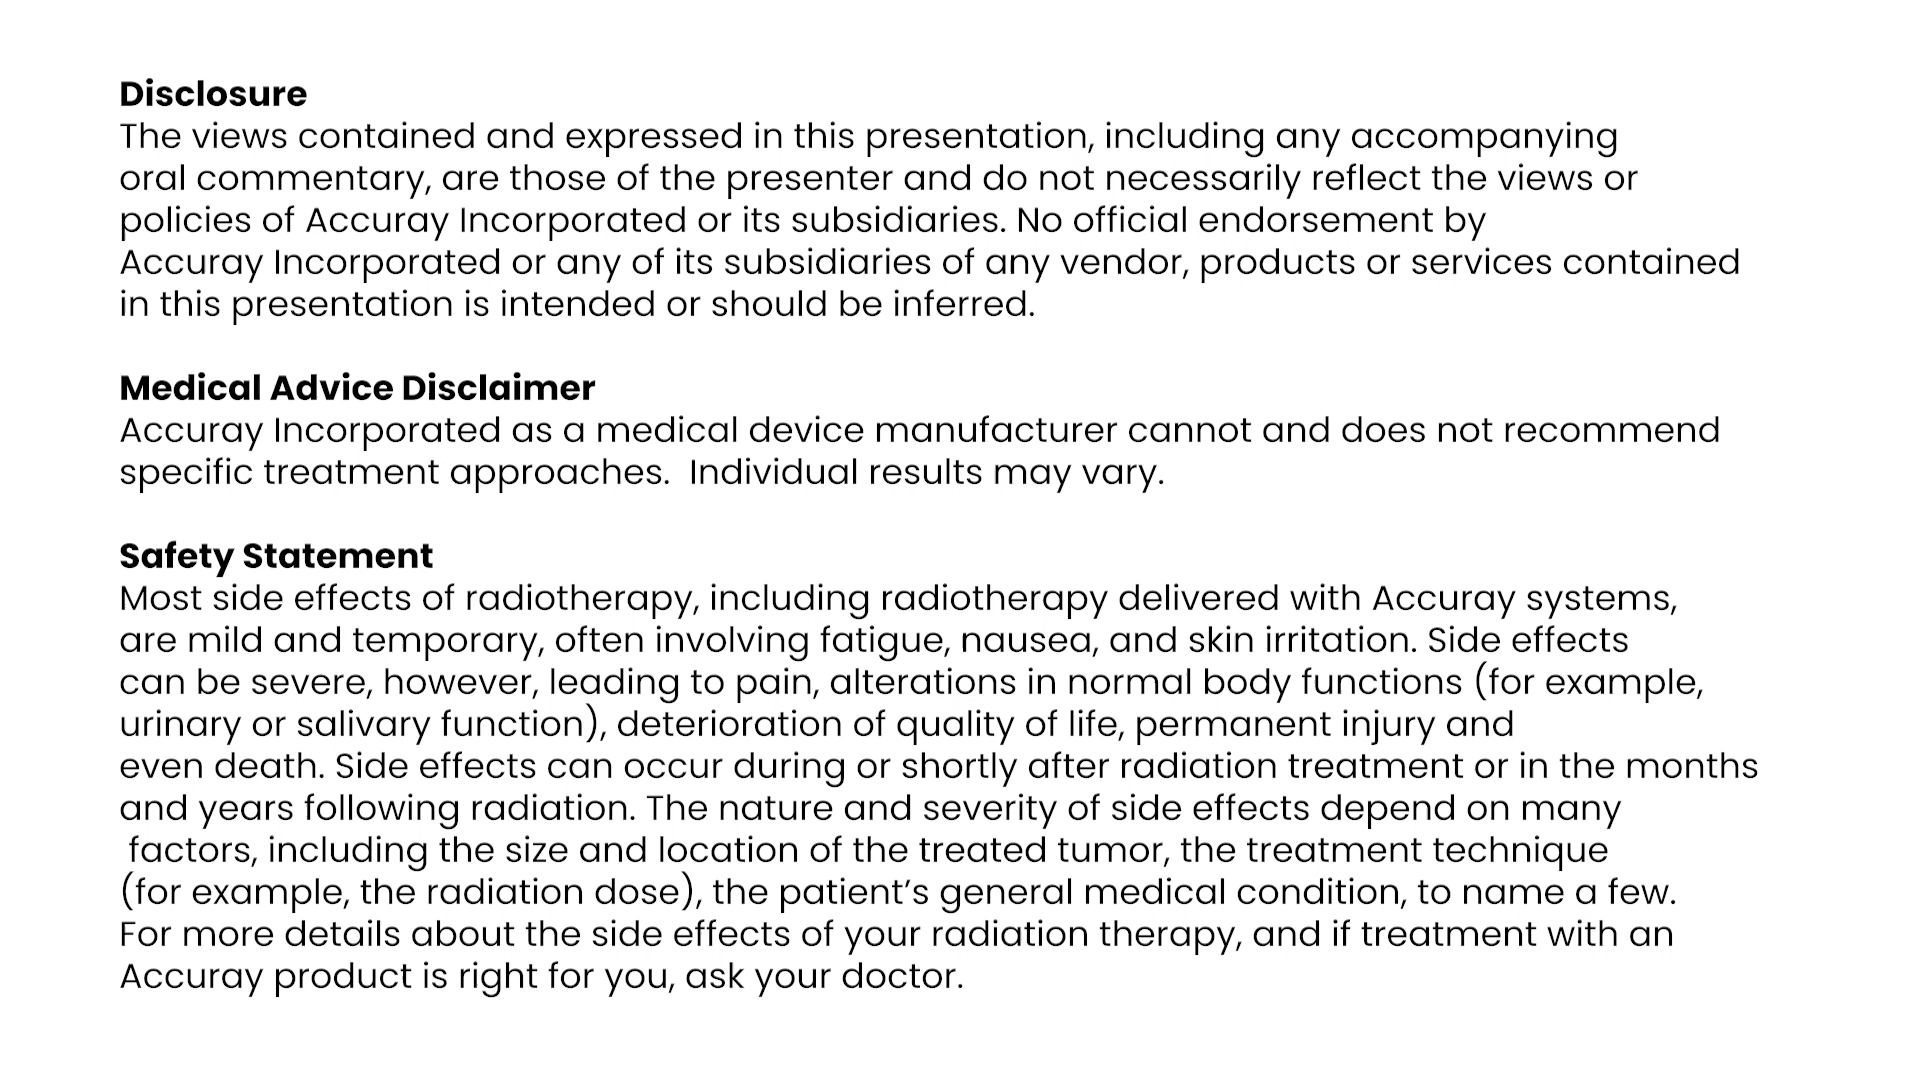 Disclosure
The views contained and expressed in this presentation, including any accompanying
oral commentary, are those of the presenter and do not necessarily reflect the views or
policies of Accuray Incorporated or its subsidiaries. No official endorsement by
Accuray Incorporated or any of its subsidiaries of any vendor, products or services contained
in this presentation is intended or should be inferred.
Medical Advice Disclaimer
Accuray Incorporated as a medical device manufacturer cannot and does not recommend
specific treatment approaches.  Individual results may vary.
Safety Statement
Most side effects of radiotherapy, including radiotherapy delivered with Accuray systems,
are mild and temporary, often involving fatigue, nausea, and skin irritation. Side effects
can be severe, however, leading to pain, alterations in normal body functions (for example,
urinary or salivary function), deterioration of quality of life, permanent injury and
even death. Side effects can occur during or shortly after radiation treatment or in the months
and years following radiation. The nature and severity of side effects depend on many
factors, including the size and location of the treated tumor, the treatment technique
(for example, the radiation dose), the patient’s general medical condition, to name a few.
For more details about the side effects of your radiation therapy, and if treatment with an
Accuray product is right for you, ask your doctor.